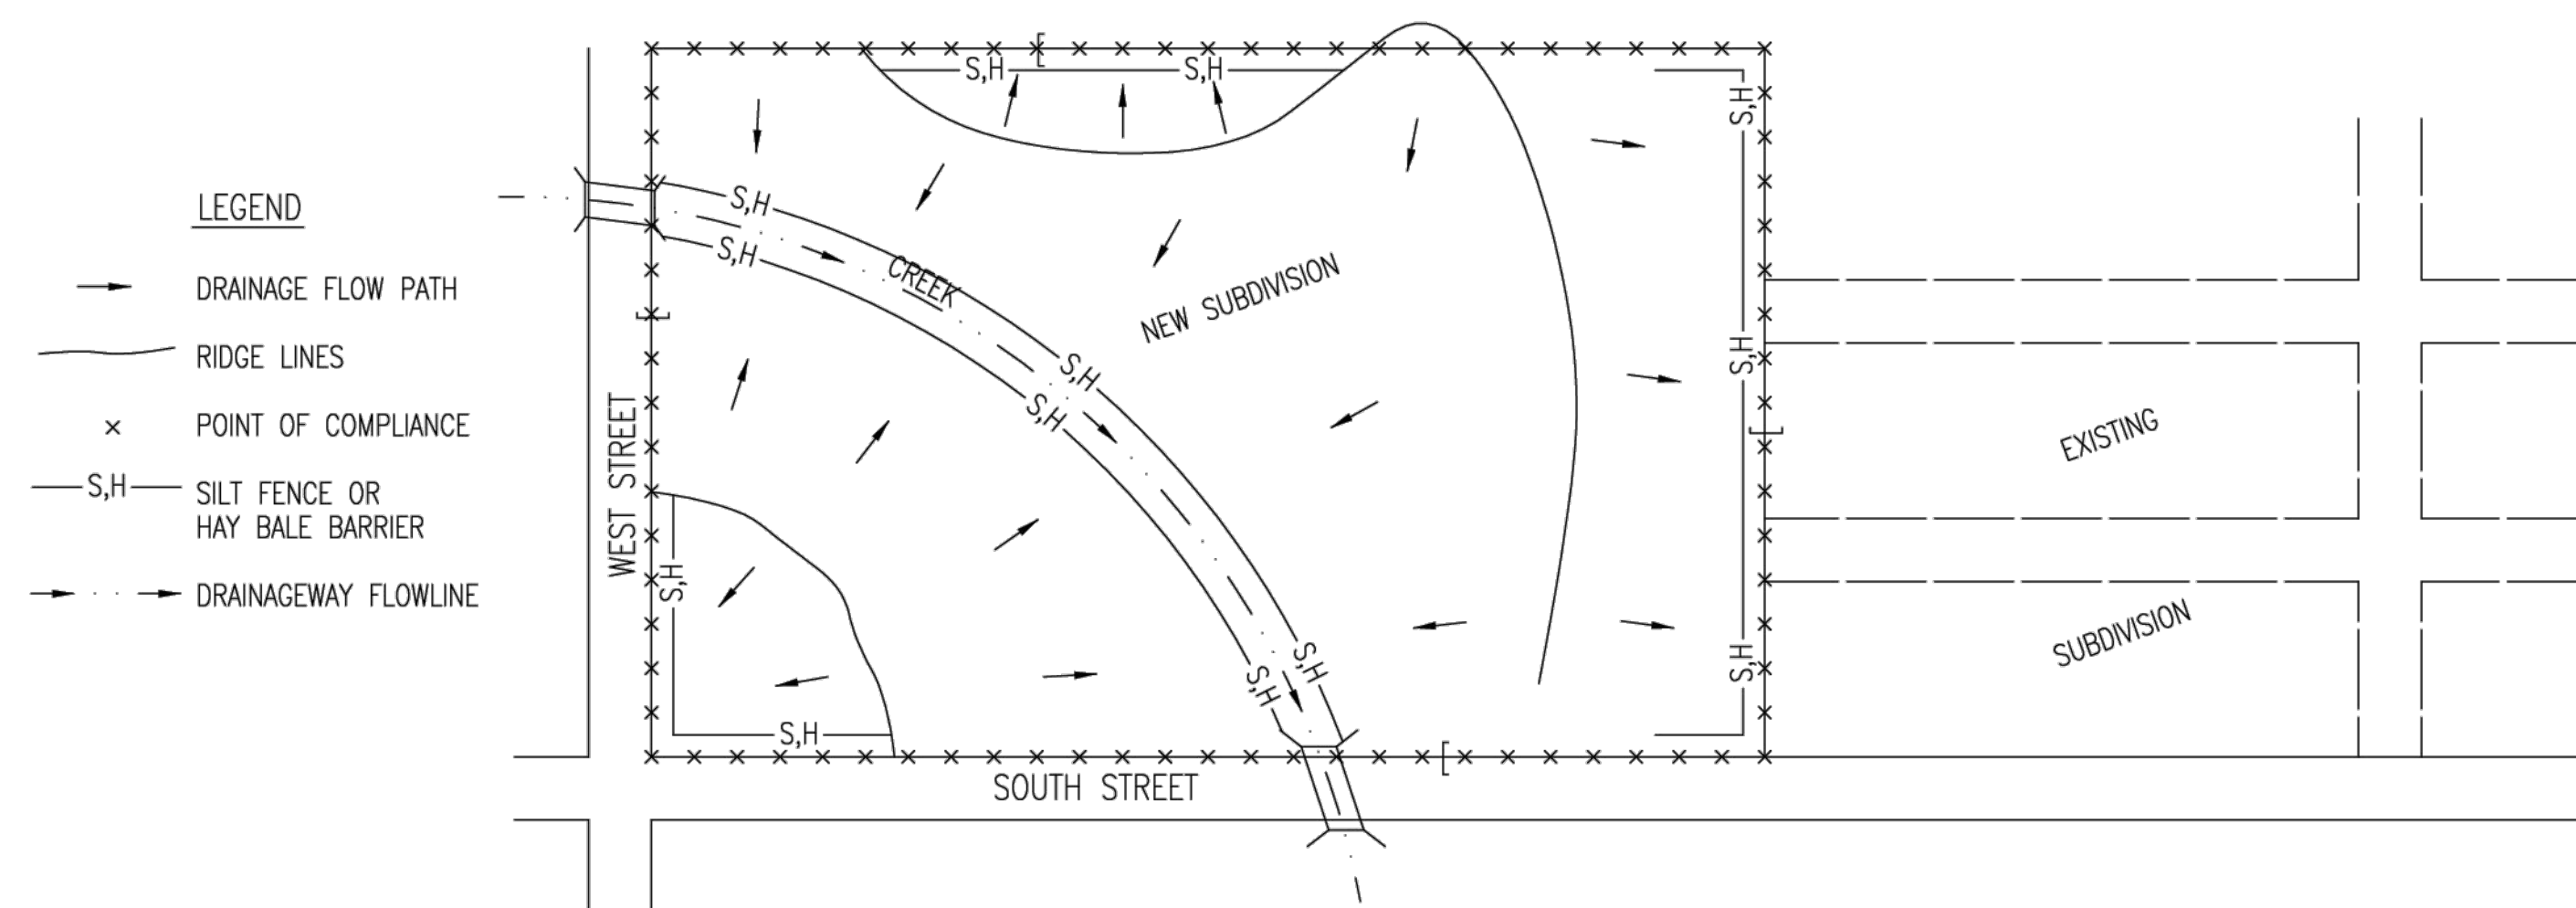 LEGEND
DRAINAGE FLOW PATH
RIDGE LINES
POINT OF COMPLIANCE
S,H
SILT FENCE OR
HAY BALE BARRIER
DRAINAGEWAY FLOWLINE
S,H
S,H
S,H
S,H
S,H
CREEK
NEW SUBDIVISION
S,H
S,H
S,H
WEST STREET
S,H
S,H
S,H
S,H
S,H
SOUTH STREET
EXISTING
SUBDIVISION